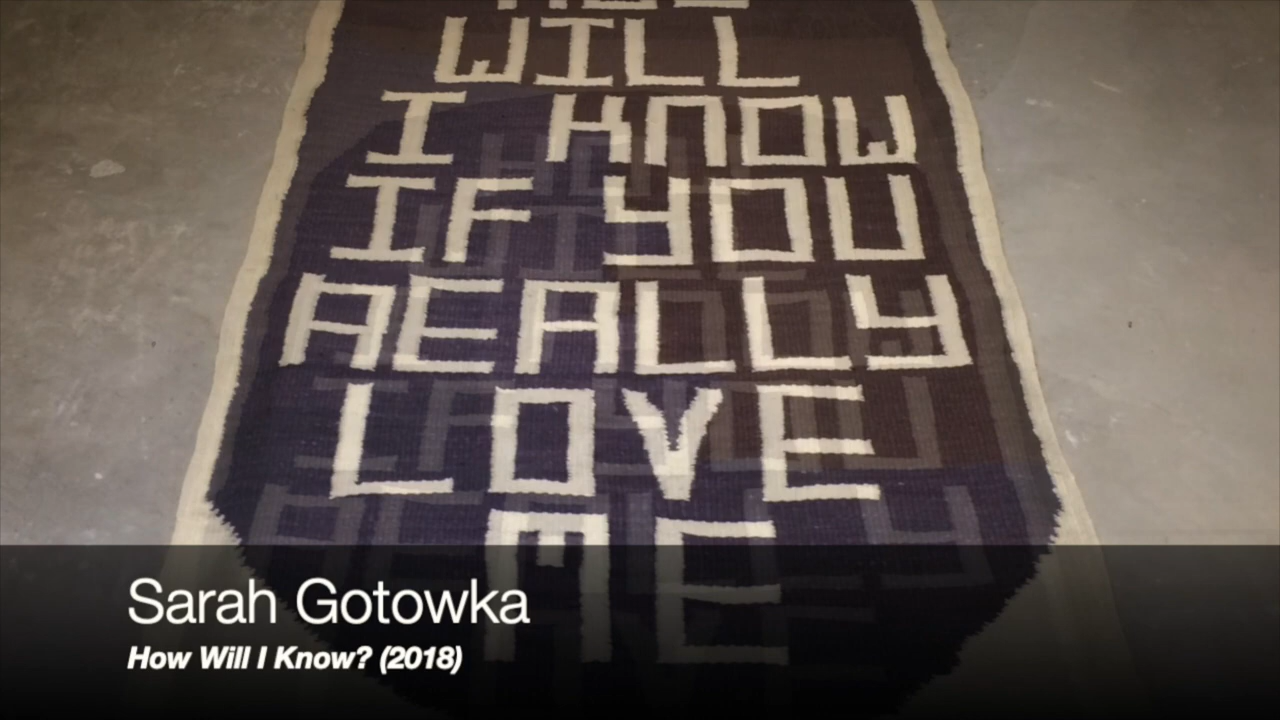 WILL
I KNOW
IF YOU
REALLY
LOVE
ME
Sarah Gotowka
How Will I Know? (2018)